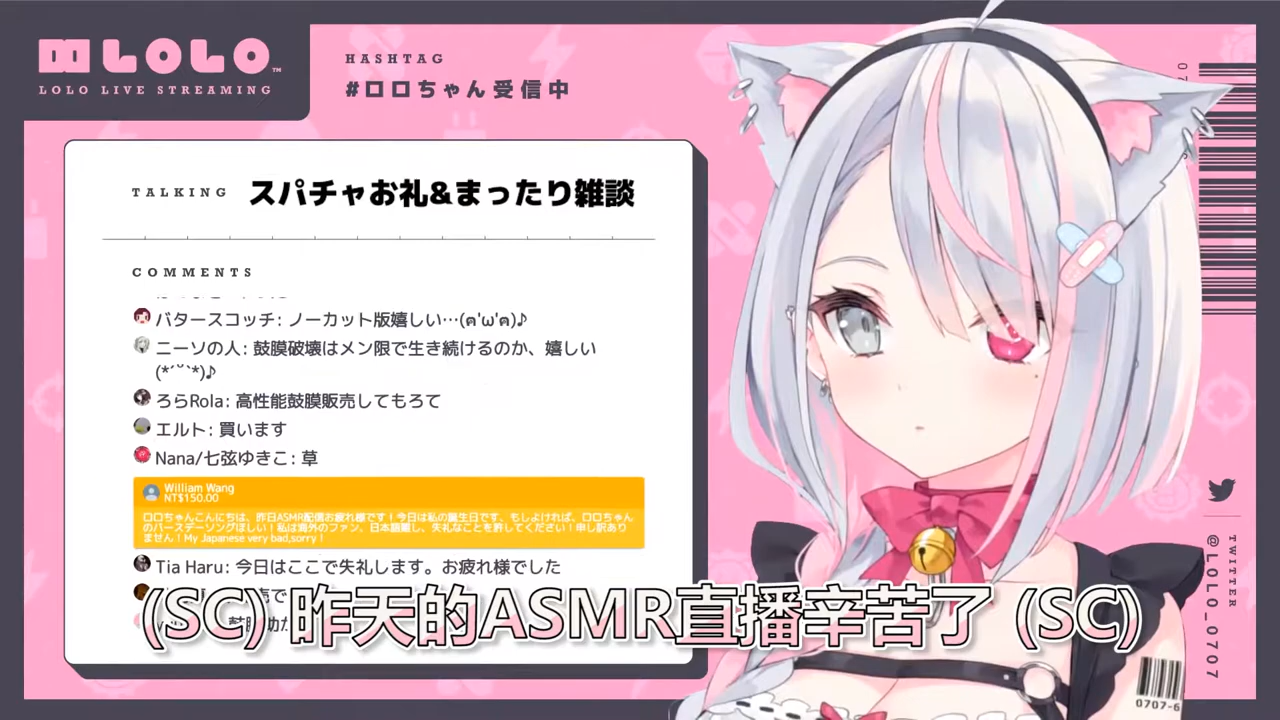 LOLO™
LOLO LIVE STREAMING
HASHTAG
#ロロちゃん受信中
TALKING スパチャお礼&まったり雑談
COMMENTS
バタースコッチ: ノーカット版嬉しい…(ฅ'ω'ฅ)♪
ニーソの人: 鼓膜破壊はメン限で生き続けるのか、嬉しい
(*´˘`*)♪
ろらRola: 高性能鼓膜販売してもろて
エルト: 買います
Nana/七弦ゆきこ: 草
William Wang
NT$150.00
ロロちゃんこんにちは、昨日ASMR配信お疲れ様です！今日は私の誕生日です、もしよければ、ロロちゃん
のバースデーソングほしい！私は海外のファン、日本語難し、失礼なことを許してください！申し訳あり
ません！My Japanese very bad,sorry！
Tia Haru: 今日はここで失礼します。お疲れ様でした
(SC) 昨天的ASMR直播辛苦了 (SC)
TWITTER
@LOLO_0707
0707-6